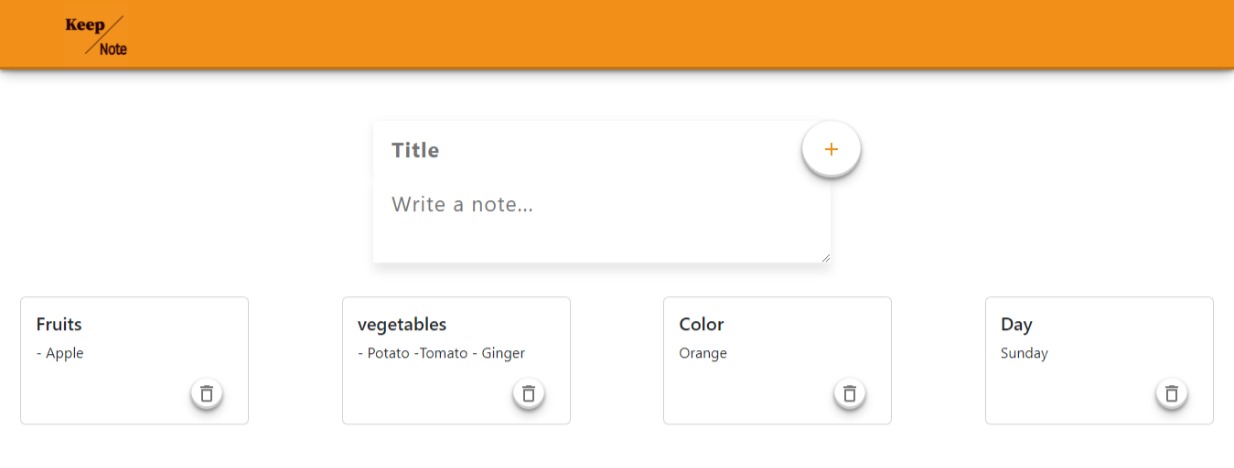 Keep
Note
Title
+
Write a note...
Fruits
- Apple
vegetables
- Potato -Tomato - Ginger
Color
Orange
Day
Sunday